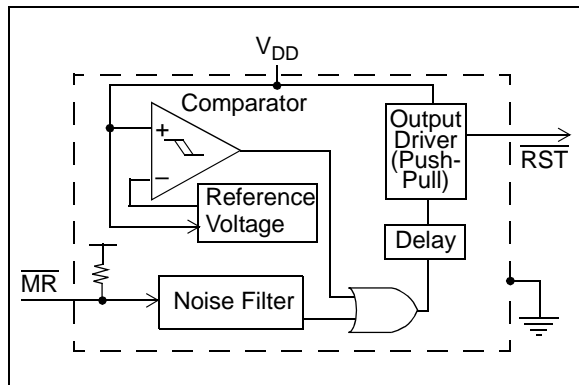 VDD
Comparator
+
–
Reference
Voltage
Output
Driver
(Push-
Pull)
RST
Delay
MR
Noise Filter